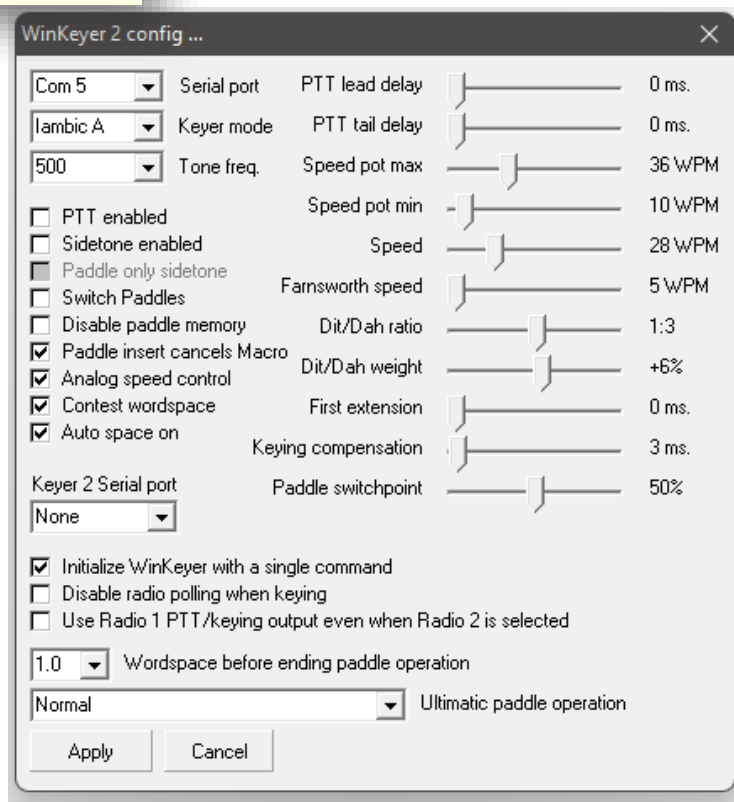 WinKeyer 2 config ...
Com 5 Serial port PTT lead delay 0 ms.
Iambic A Keyer mode PTT tail delay 0 ms.
500 Tone freq. Speed pot max 36 WPM
Speed pot min 10 WPM
PTT enabled
Sidetone enabled Speed 28 WPM
Paddle only sidetone
Switch Paddles Farnsworth speed 5 WPM
Disable paddle memory Dit/Dah ratio 1:3
Paddle insert cancels Macro
Analog speed control Dit/Dah weight +6%
Contest wordspace First extension 0 ms.
Auto space on
Keying compensation 3 ms.
Keyer 2 Serial port Paddle switchpoint 50%
None
Initialize WinKeyer with a single command
Disable radio polling when keying
Use Radio 1 PTT/keying output even when Radio 2 is selected
1.0 Wordspace before ending paddle operation
Normal Ultimatic paddle operation
Apply Cancel